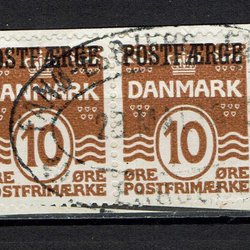 POSTFÆRGE POSTFÆRGE
DANMARK DANMARK
10 10
ØRE ØRE
POSTFRIMÆRKE POSTFRIMÆRKE